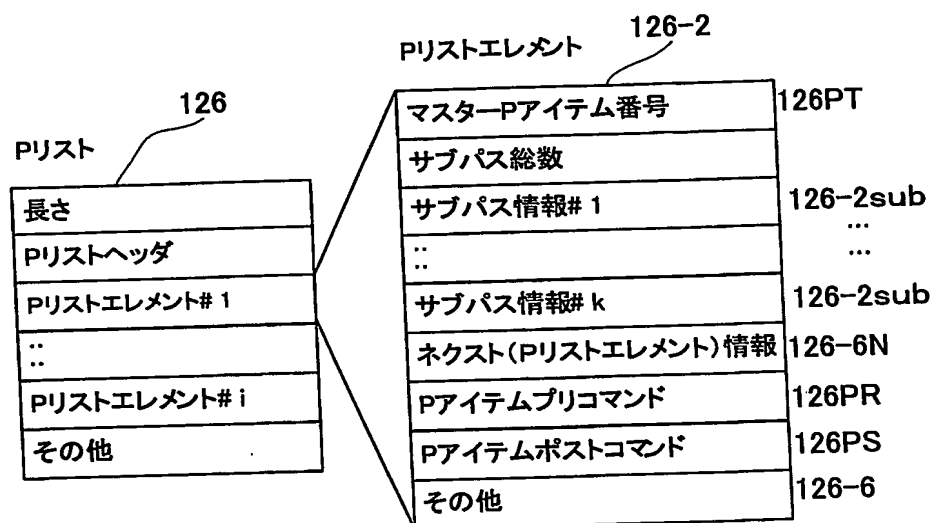 126
Pリスト
長さ
Pリストヘッダ
Pリストエレメント#1
::
Pリストエレメント#i
その他
Pリストエレメント
126-2
マスターPアイテム番号
126PT
サブパス総数
サブパス情報#1
126-2sub
...
::
...
サブパス情報#k
126-2sub
ネクスト(Pリストエレメント)情報
126-6N
Pアイテムプリコマンド
126PR
Pアイテムポストコマンド
126PS
その他
126-6